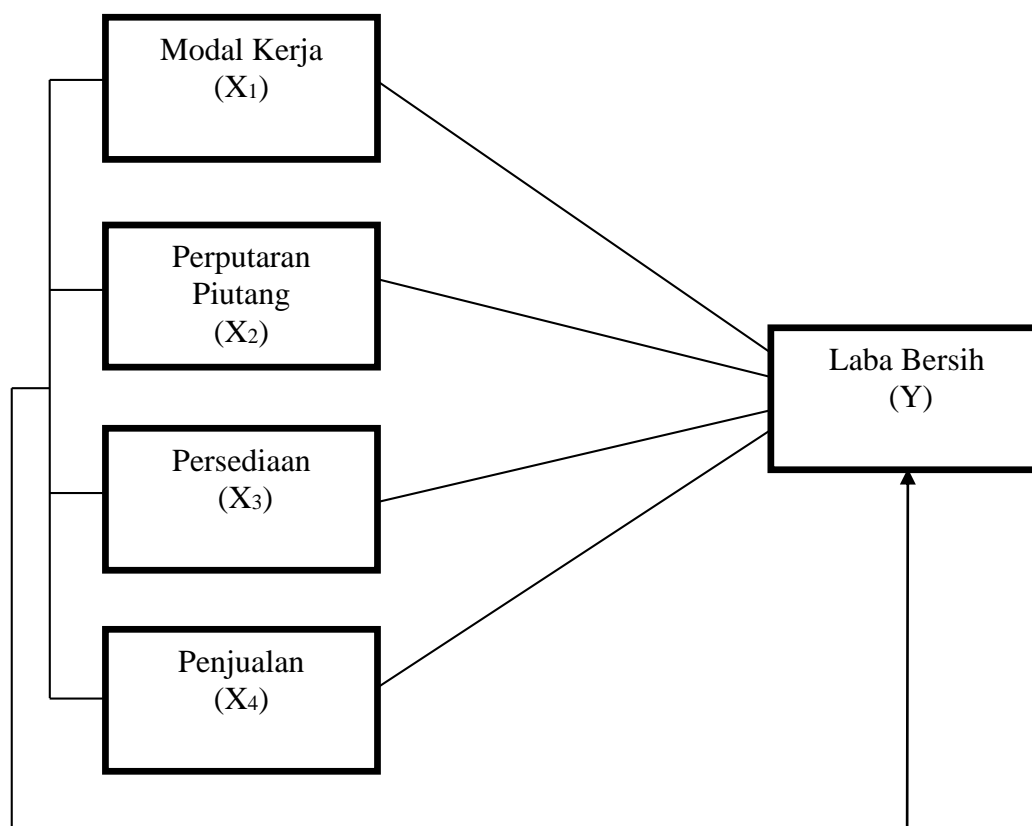 Modal Kerja
(X1)
Perputaran
Piutang
(X2)
Persediaan
(X3)
Penjualan
(X4)
Laba Bersih
(Y)